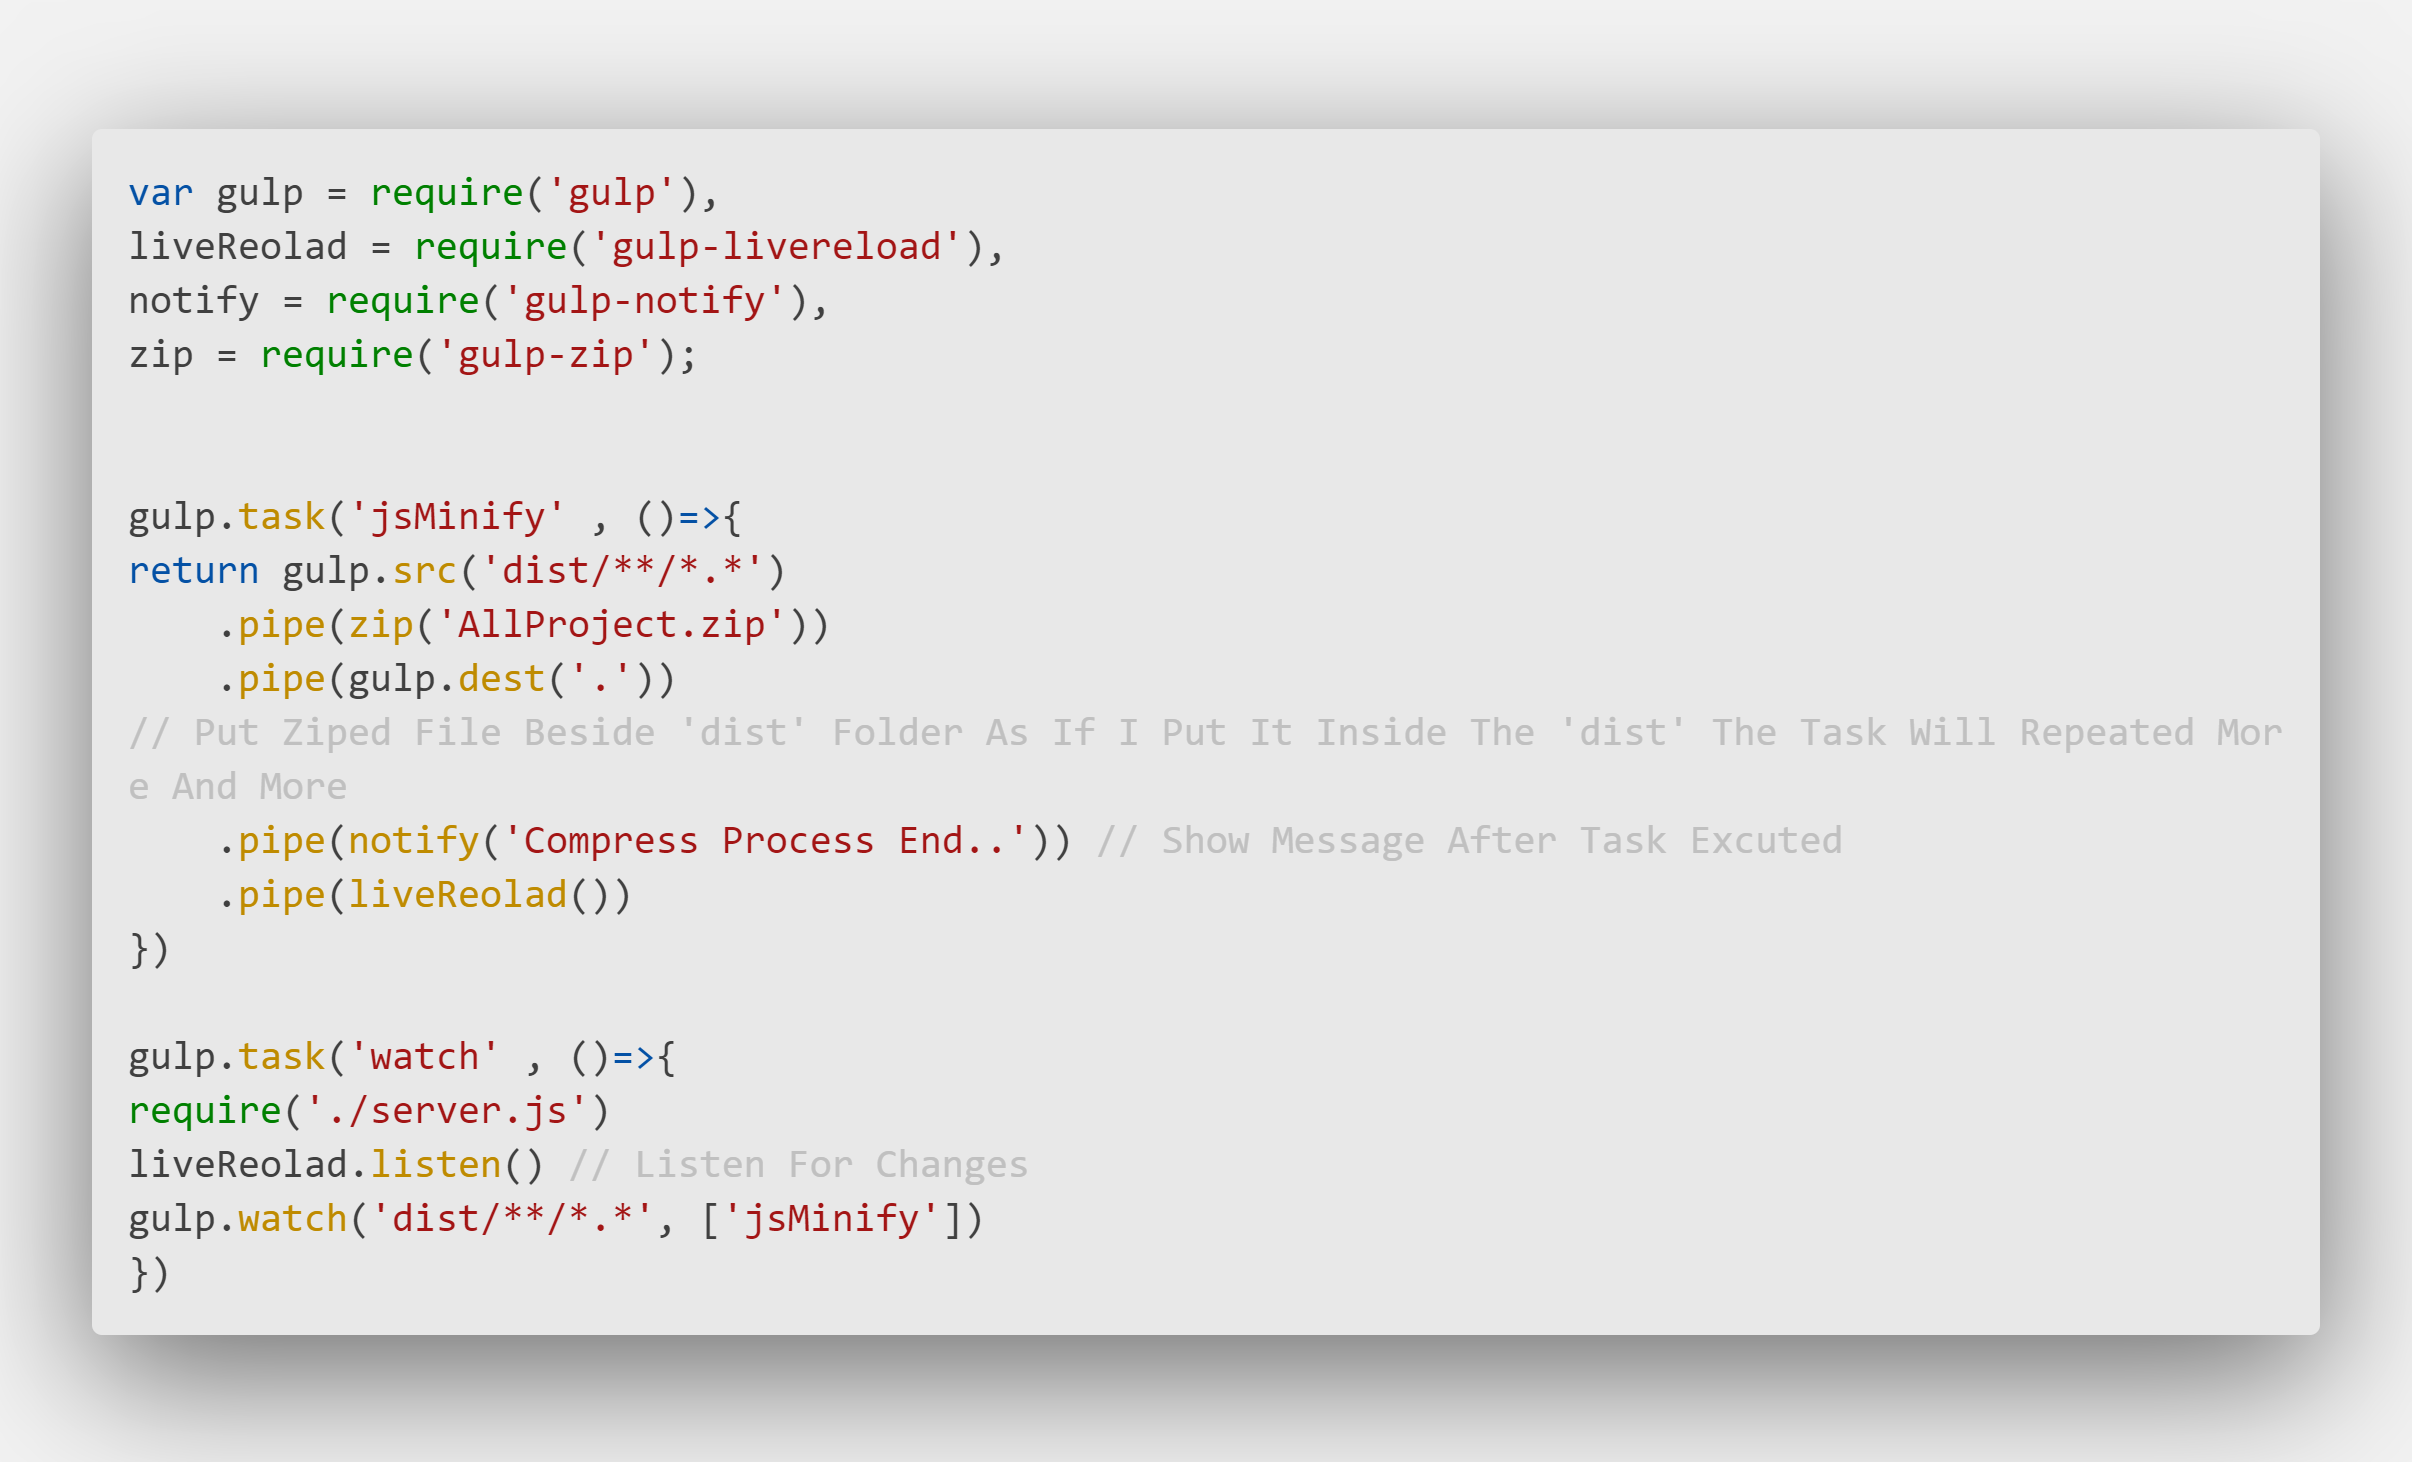 var gulp = require('gulp'),
liveReolad = require('gulp-livereload'),
notify = require('gulp-notify'),
zip = require('gulp-zip');
gulp.task('jsMinify' , ()=>{
return gulp.src('dist/**/*.*')
    .pipe(zip('AllProject.zip'))
    .pipe(gulp.dest('.'))
// Put Ziped File Beside 'dist' Folder As If I Put It Inside The 'dist' The Task Will Repeated Mor
e And More
    .pipe(notify('Compress Process End..')) // Show Message After Task Excuted
    .pipe(liveReolad())
})
gulp.task('watch' , ()=>{
require('./server.js')
liveReolad.listen() // Listen For Changes
gulp.watch('dist/**/*.*', ['jsMinify'])
})